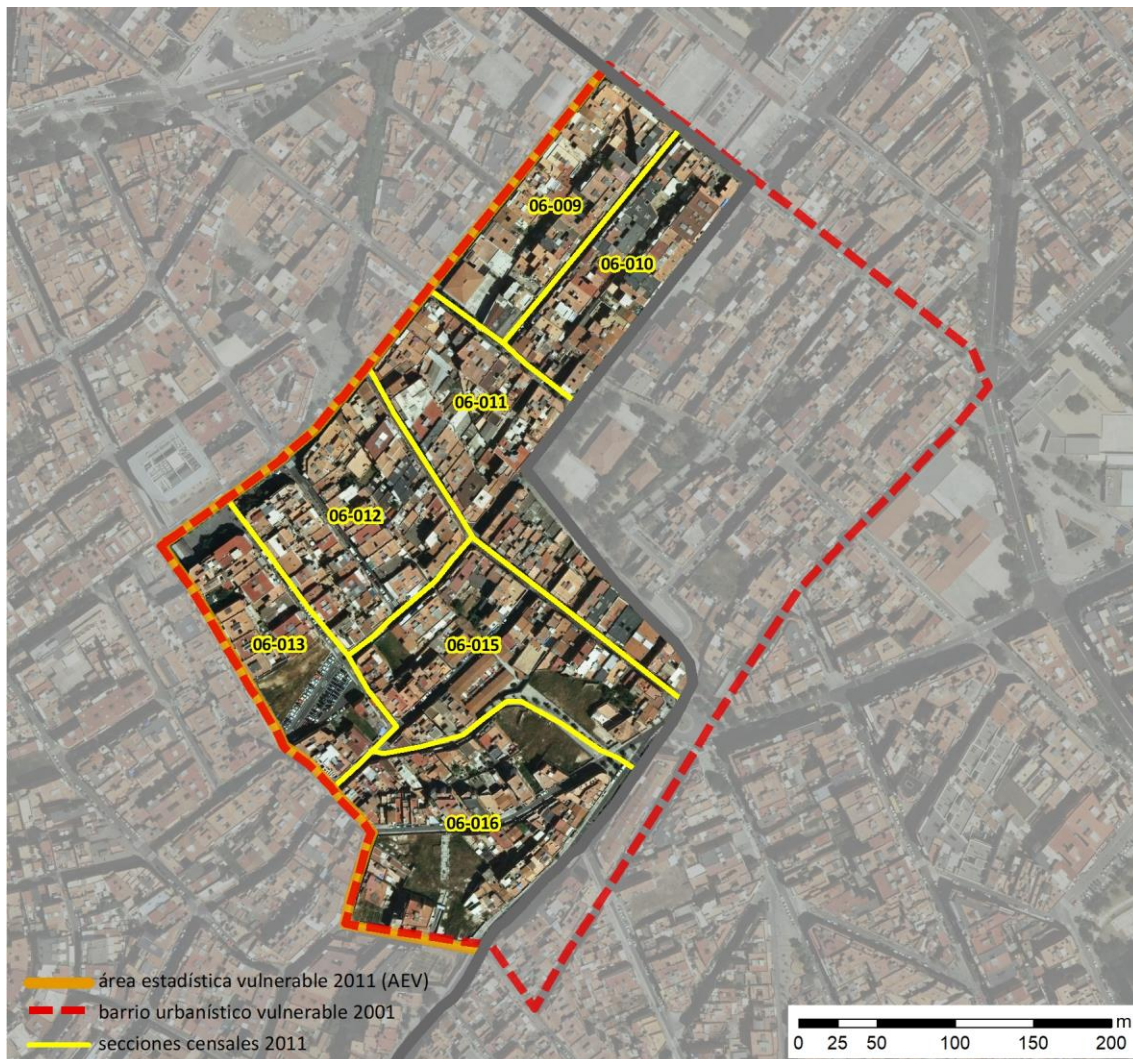 06-009
06-010
06-011
06-012
06-013
06-015
06-016
área estadística vulnerable 2011 (AEV)
barrio urbanístico vulnerable 2001
secciones censales 2011
m
0 25 50 100 150 200